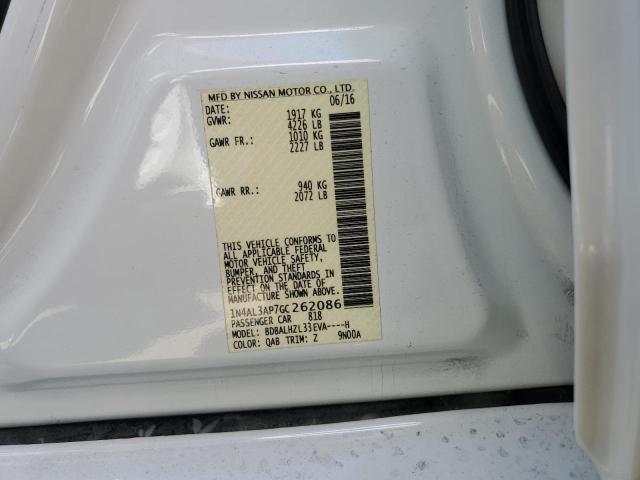 MFD BY NISSAN MOTOR CO., LTD.
DATE: 06/16
GVWR: 1917 KG
4226 LB
GAWR FR.: 1010 KG
2227 LB
GAWR RR.: 940 KG
2072 LB
THIS VEHICLE CONFORMS TO
ALL APPLICABLE FEDERAL
MOTOR VEHICLE SAFETY,
BUMPER, AND THEFT
PREVENTION STANDARDS IN
EFFECT ON THE DATE OF
MANUFACTURE SHOWN ABOVE.
1N4AL3AP7GC262086
PASSENGER CAR 818
MODEL: BDBALHZL33EVA----H
COLOR: QAB TRIM: Z 9N00A